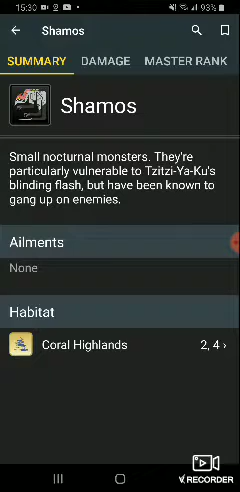 15:30 93%
Shamos
SUMMARY DAMAGE MASTER RANK
Shamos
Small nocturnal monsters. They're
particularly vulnerable to Tzitzi-Ya-Ku's
blinding flash, but have been known to
gang up on enemies.
Ailments
None
Habitat
Coral Highlands 2, 4 ›
V.RECORDER